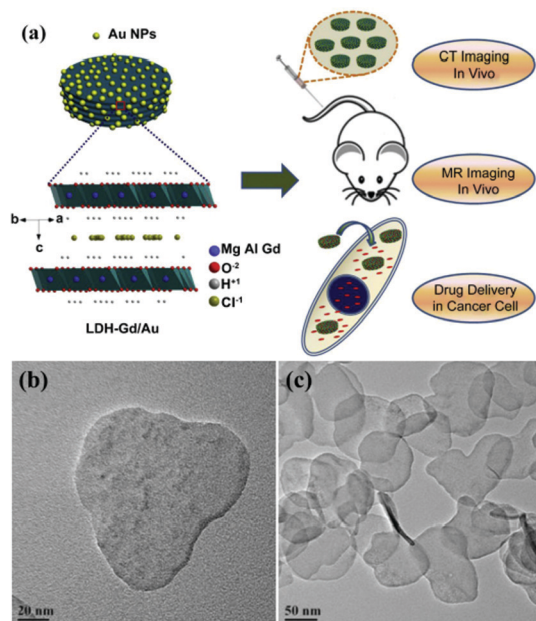 (a)
Au NPs
CT Imaging
In Vivo
MR Imaging
In Vivo
b
a
c
Mg Al Gd
O-2
H+1
Cl-1
LDH-Gd/Au
Drug Delivery
in Cancer Cell
(b)
20 nm
(c)
50 nm